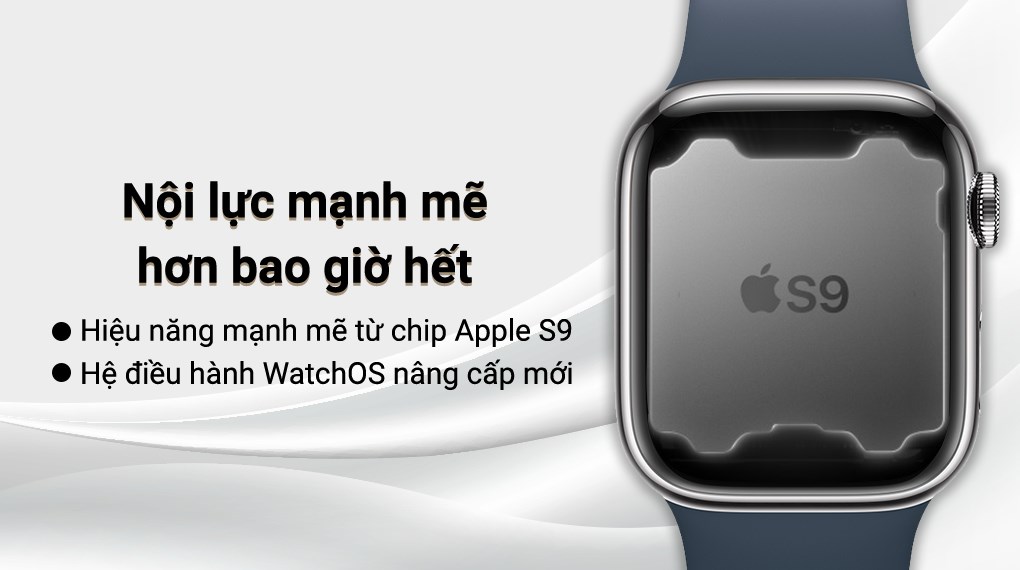 Nội lực mạnh mẽ
hơn bao giờ hết
● Hiệu năng mạnh mẽ từ chip Apple S9
● Hệ điều hành WatchOS nâng cấp mới
S9